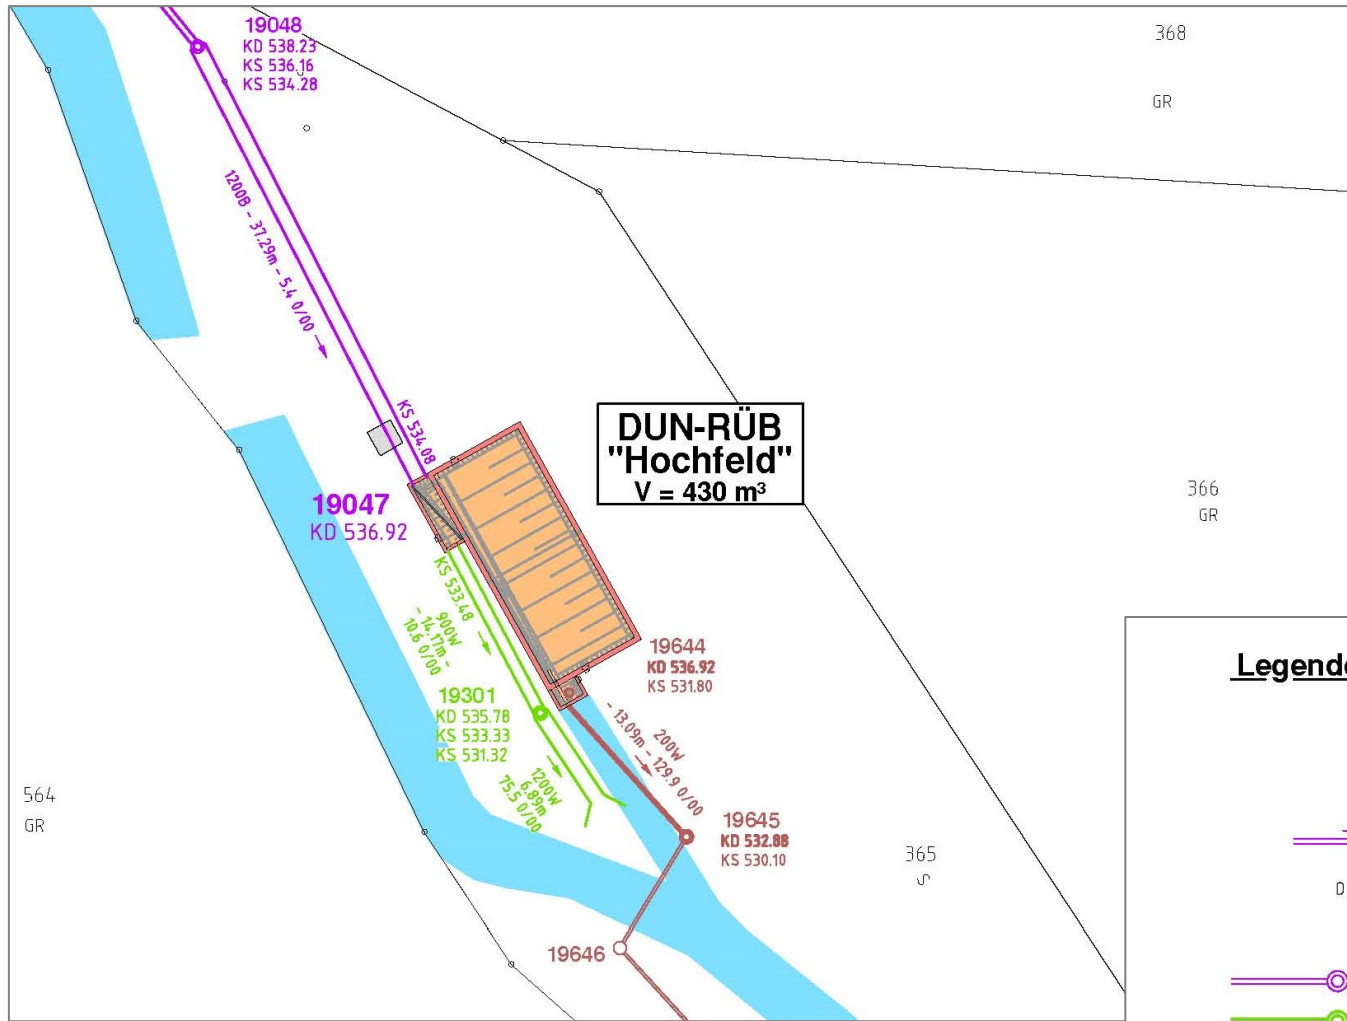 19048
KD 538.23
KS 536.16
KS 534.28
368
GR
1200B - 37.29m - 5.4 0/00
KS 534.08
DUN-RÜB
"Hochfeld"
V = 430 m³
19047
KD 536.92
366
GR
KS 533.48
900W
- 14.17m -
10.6 0/00
19644
KD 536.92
KS 531.80
Legende
19301
KD 535.78
KS 533.33
KS 531.32
200W
- 13.09m - 129.9 0/00
1200W
6.89m
75.5 0/00
564
GR
19645
KD 532.88
KS 530.10
365
D
19646